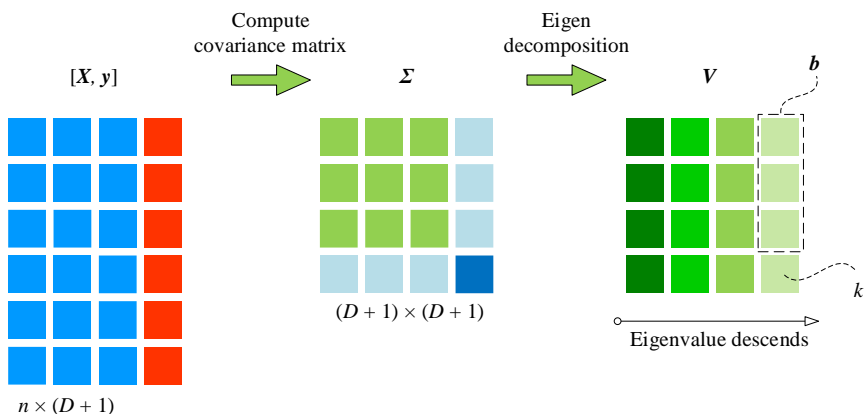 Compute
covariance matrix
Eigen
decomposition
[X, y]
Σ
V
b
k
(D + 1) × (D + 1)
Eigenvalue descends
n × (D + 1)